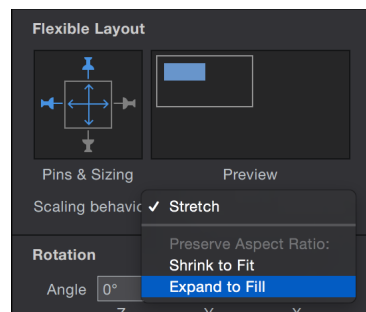 Flexible Layout
Pins & Sizing
Preview
Scaling behavio
✓ Stretch
Preserve Aspect Ratio:
Rotation
Shrink to Fit
Angle 0°
Expand to Fill